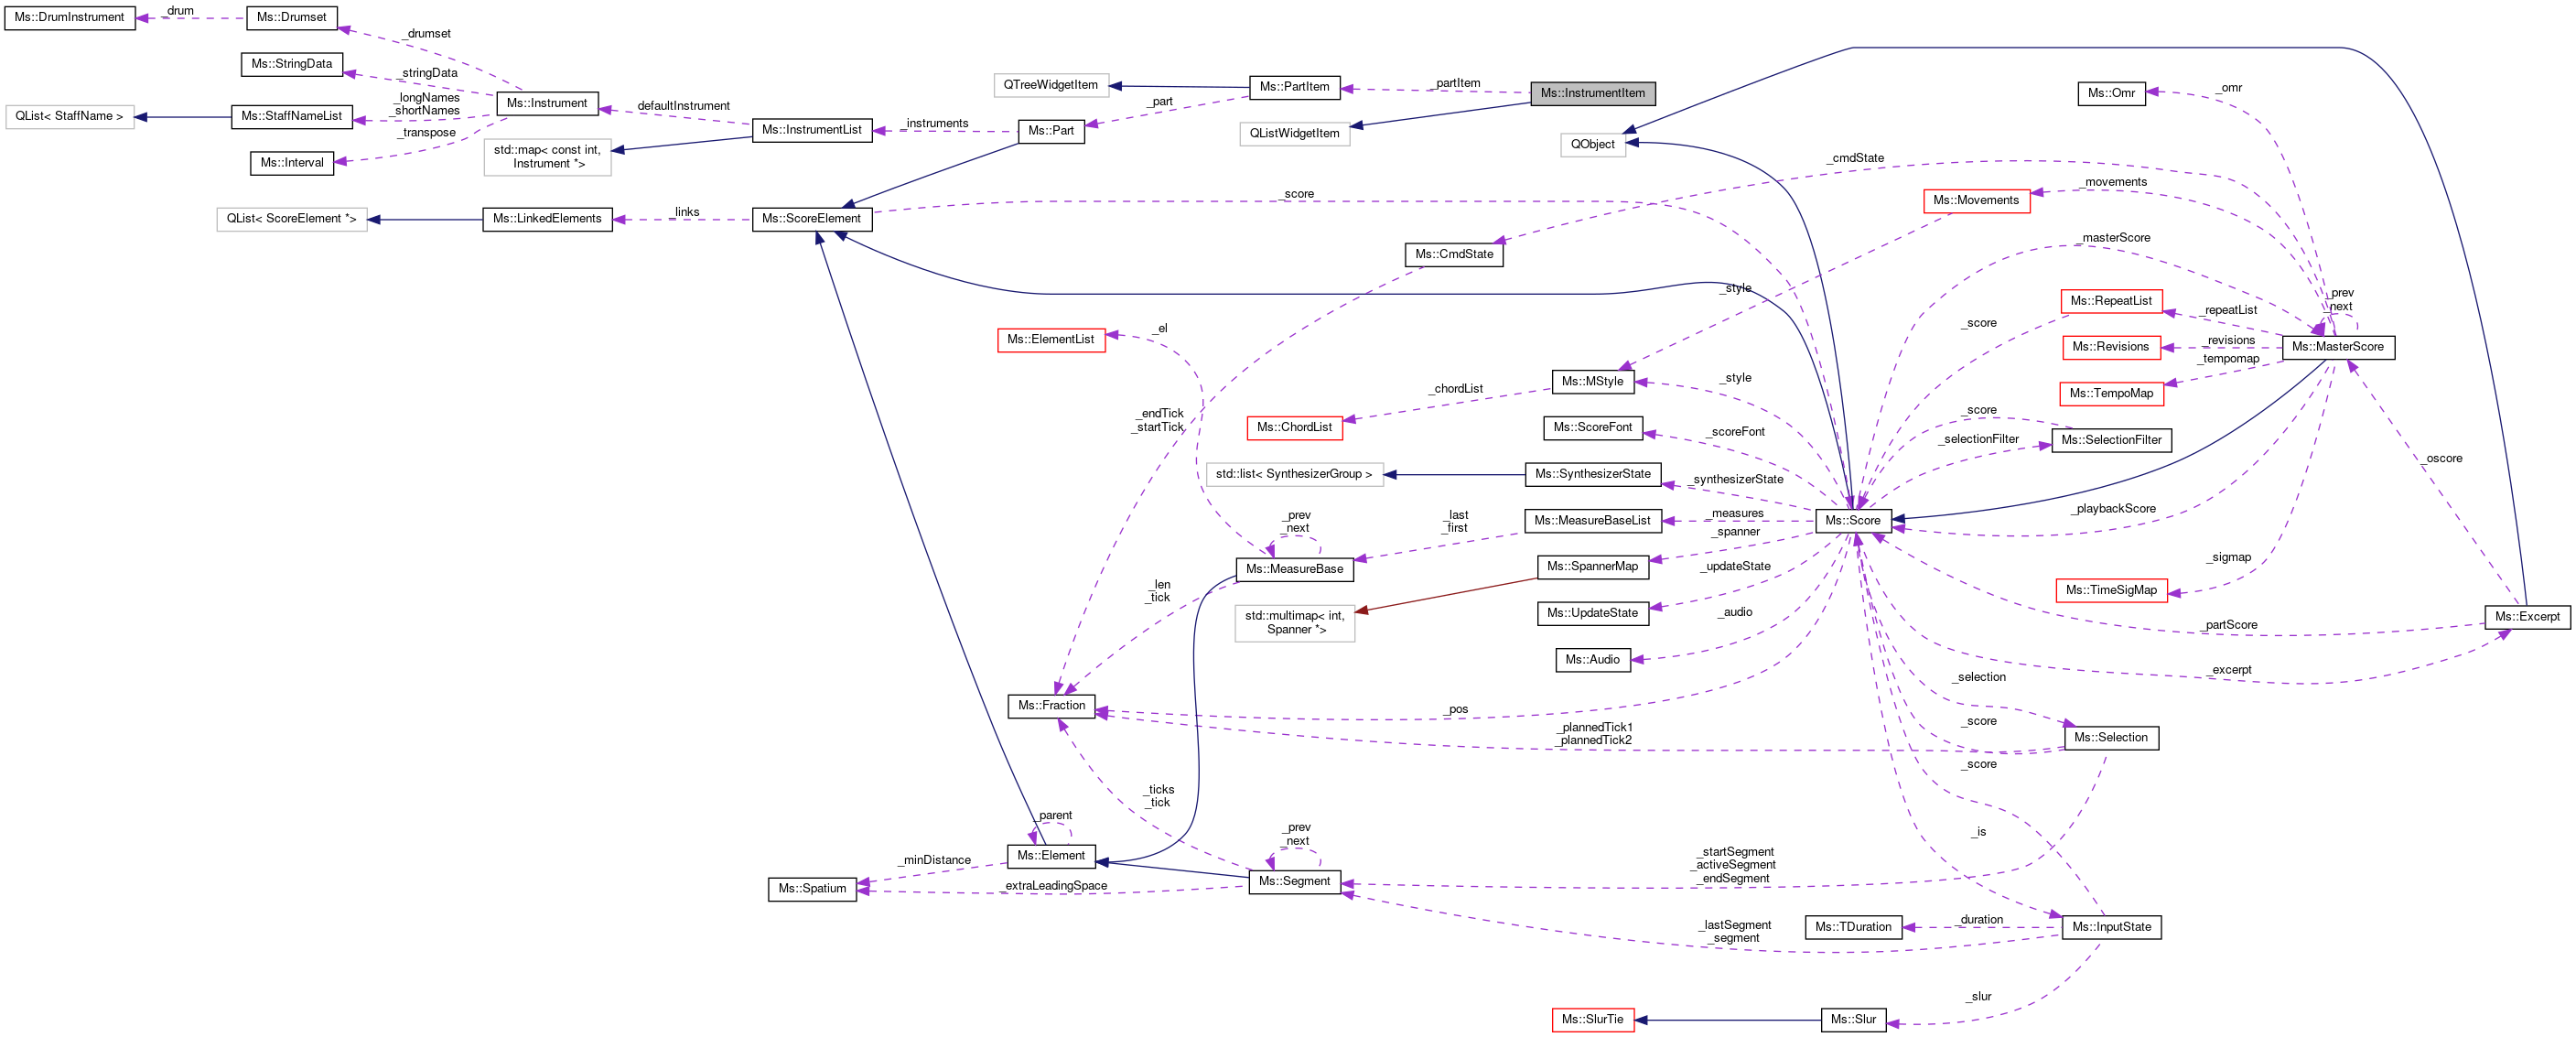 Ms::DrumInstrument
_drum
Ms::Drumset
_drumset
Ms::StringData
_stringData
QList< StaffName >
Ms::StaffNameList
_longNames
_shortNames
Ms::Instrument
_transpose
Ms::Interval
defaultInstrument
std::map< const int,
Instrument *>
Ms::InstrumentList
_instruments
Ms::Part
QTreeWidgetItem
Ms::PartItem
_part
_partItem
Ms::InstrumentItem
QListWidgetItem
QObject
Ms::Omr
_omr
_cmdState
_movements
Ms::Movements
QList< ScoreElement *>
Ms::LinkedElements
_links
Ms::ScoreElement
_score
Ms::CmdState
_masterScore
_style
Ms::RepeatList
_repeatList
_prev
_next
Ms::ElementList
_el
_score
Ms::Revisions
_revisions
Ms::MasterScore
_tempomap
Ms::TempoMap
Ms::MStyle
_style
_chordList
Ms::ChordList
_endTick
_startTick
Ms::ScoreFont
_scoreFont
_score
_selectionFilter
Ms::SelectionFilter
_oscore
std::list< SynthesizerGroup >
Ms::SynthesizerState
_synthesizerState
_playbackScore
_last
_first
Ms::MeasureBaseList
_measures
Ms::Score
_prev
_next
_spanner
Ms::MeasureBase
Ms::SpannerMap
_updateState
_sigmap
_len
_tick
Ms::TimeSigMap
std::multimap< int,
Spanner *>
Ms::UpdateState
_audio
_partScore
Ms::Excerpt
Ms::Audio
_excerpt
_selection
Ms::Fraction
_pos
_plannedTick1
_plannedTick2
_score
Ms::Selection
_score
_ticks
_tick
_parent
_prev
_next
_is
Ms::Element
_minDistance
_startSegment
_activeSegment
_endSegment
Ms::Spatium
_extraLeadingSpace
Ms::Segment
_lastSegment
_segment
Ms::TDuration
_duration
Ms::InputState
_slur
Ms::SlurTie
Ms::Slur